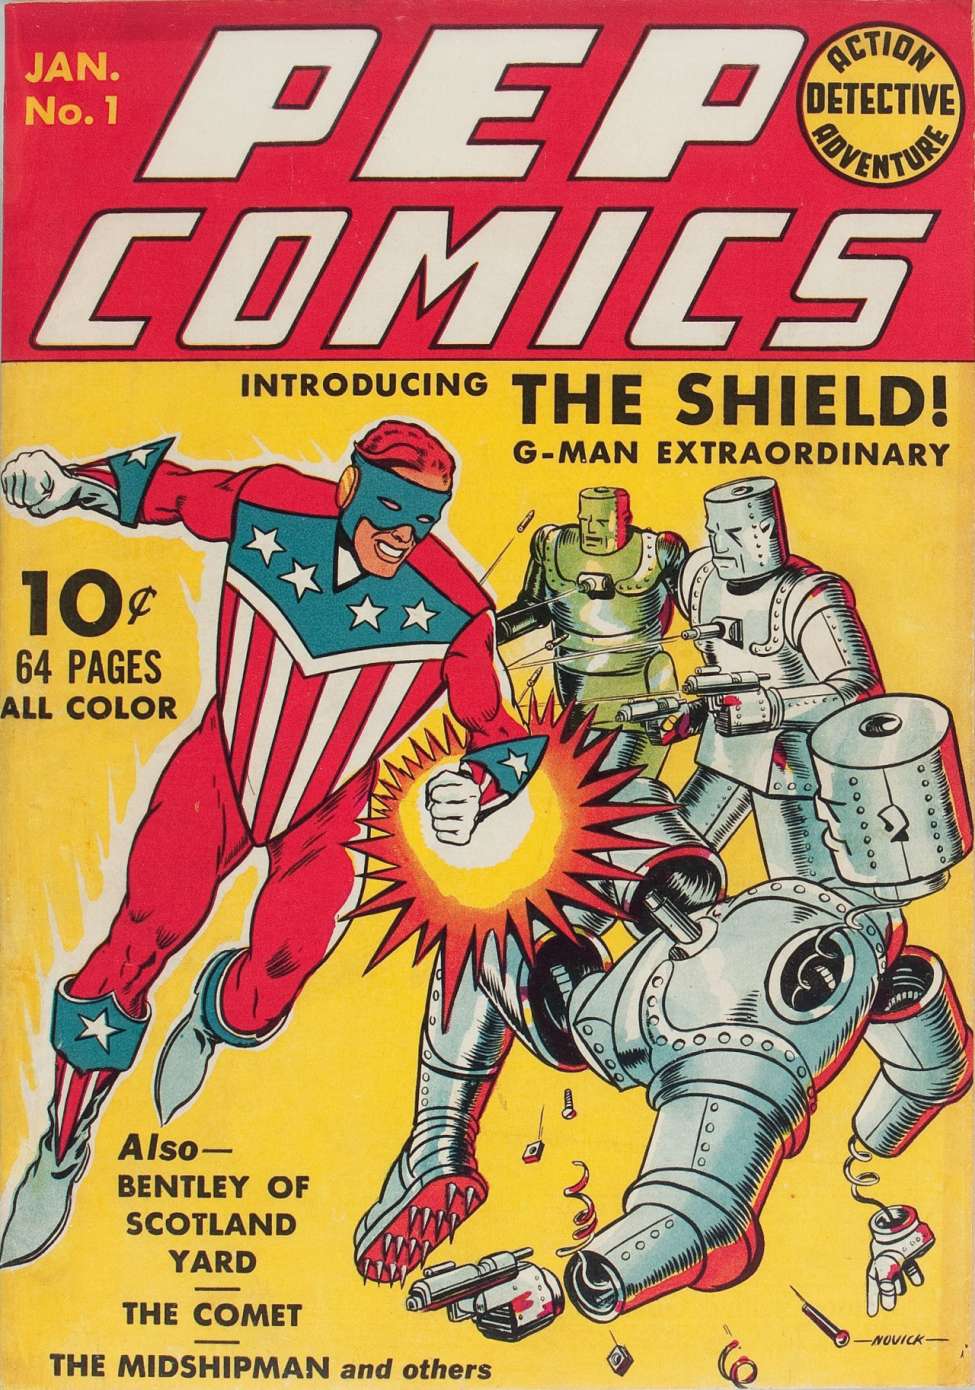 JAN.
No. 1
PEP
COMICS
ACTION
DETECTIVE
ADVENTURE
INTRODUCING THE SHIELD!
G-MAN EXTRAORDINARY
10¢
64 PAGES
ALL COLOR
Also—
BENTLEY OF
SCOTLAND
YARD
THE COMET
THE MIDSHIPMAN and others
—NOVICK—